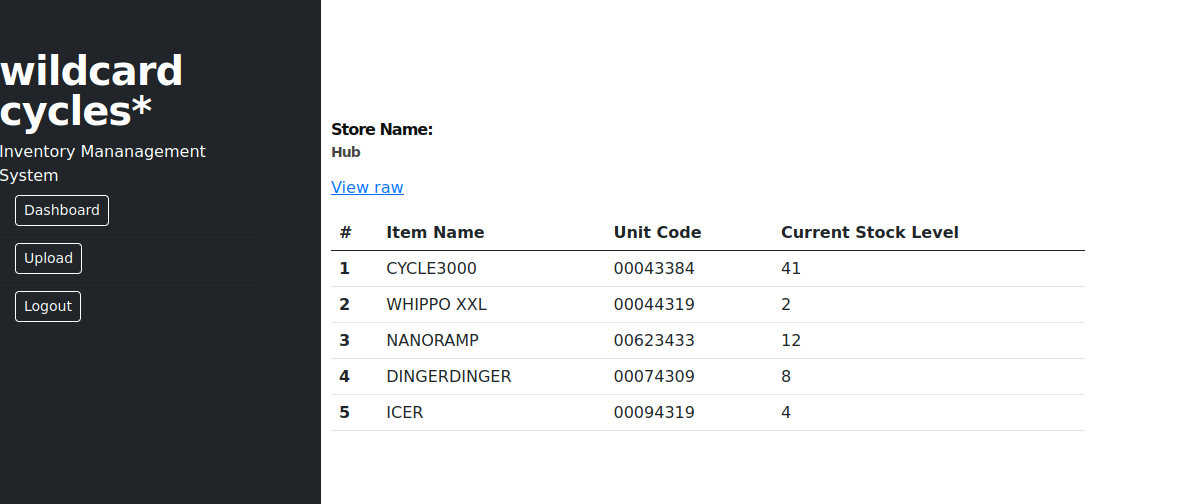 wildcard
cycles*
Inventory Mananagement
System
Dashboard
Upload
Logout
Store Name:
Hub
View raw
# Item Name Unit Code Current Stock Level
1 CYCLE3000 00043384 41
2 WHIPPO XXL 00044319 2
3 NANORAMP 00623433 12
4 DINGERDINGER 00074309 8
5 ICER 00094319 4